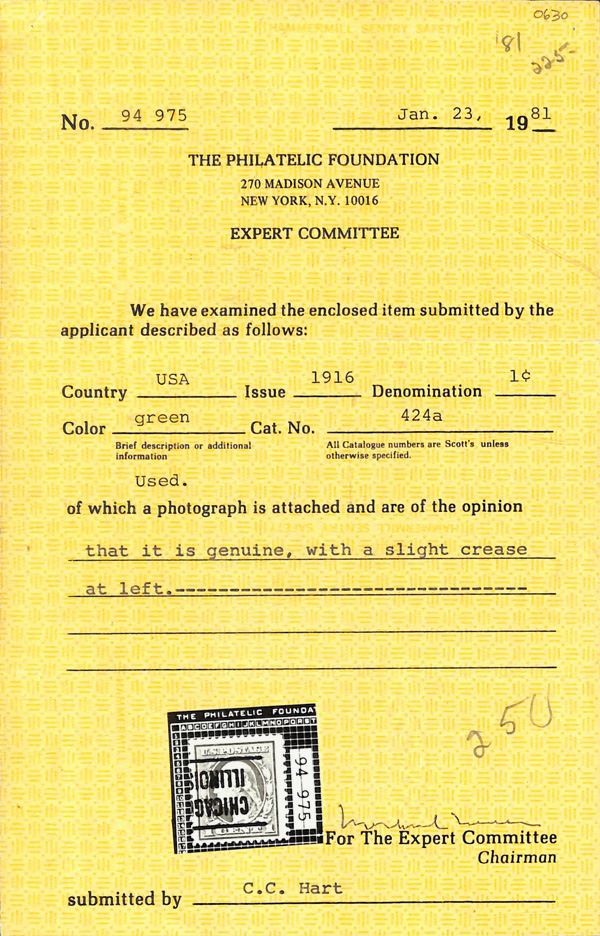 0630
'81
225-
No. 94 975 Jan. 23, 1981
THE PHILATELIC FOUNDATION
270 MADISON AVENUE
NEW YORK, N.Y. 10016
EXPERT COMMITTEE
We have examined the enclosed item submitted by the
applicant described as follows:
Country USA Issue 1916 Denomination 1¢
Color green Cat. No. 424a
Brief description or additional
information
All Catalogue numbers are Scott's unless
otherwise specified.
Used.
of which a photograph is attached and are of the opinion
that it is genuine, with a slight crease
at left.--------------------------------
250
THE PHILATELIC FOUNDA
ABCDEFGHIJKLMNOPQRST
U.S. POSTAGE
CHICAG
ILLINOIS
94 975
For The Expert Committee
Chairman
submitted by C.C. Hart